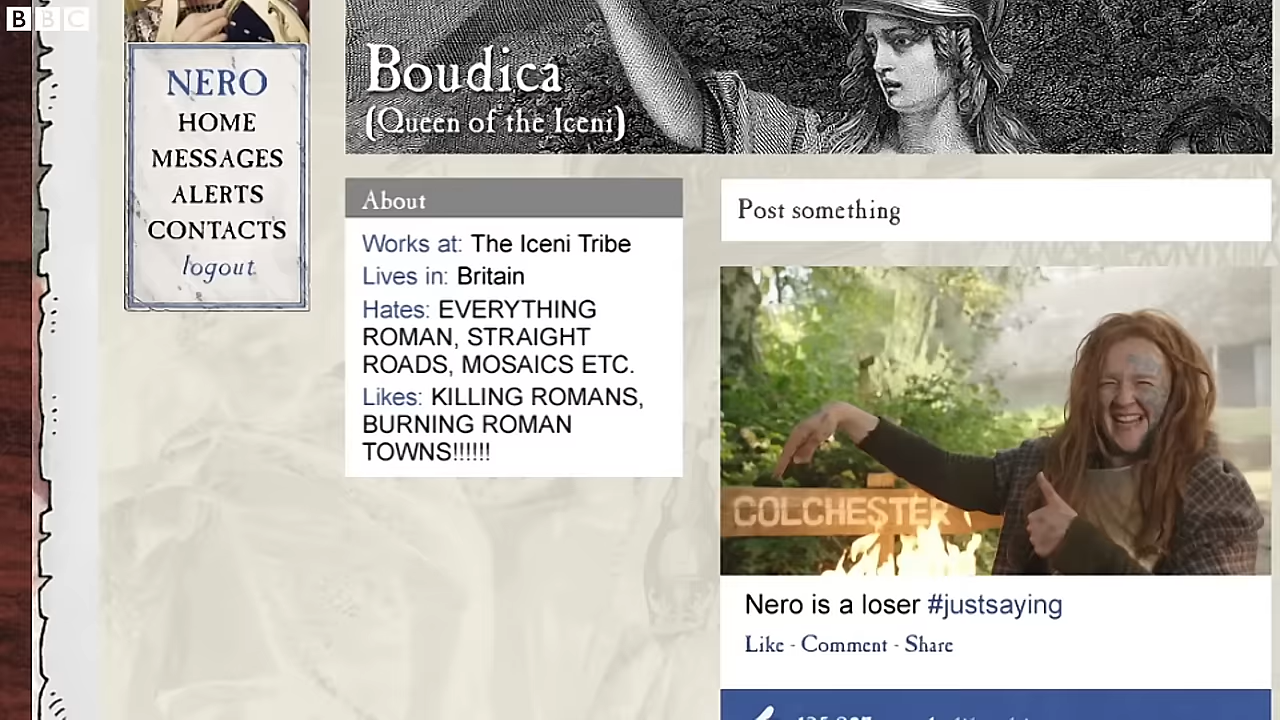 BBC
NERO
HOME
MESSAGES
ALERTS
CONTACTS
logout
Boudica
(Queen of the Iceni)
About
Works at: The Iceni Tribe
Lives in: Britain
Hates: EVERYTHING
ROMAN, STRAIGHT
ROADS, MOSAICS ETC.
Likes: KILLING ROMANS,
BURNING ROMAN
TOWNS!!!!!!
Post something
COLCHESTER
Nero is a loser #justsaying
Like - Comment - Share